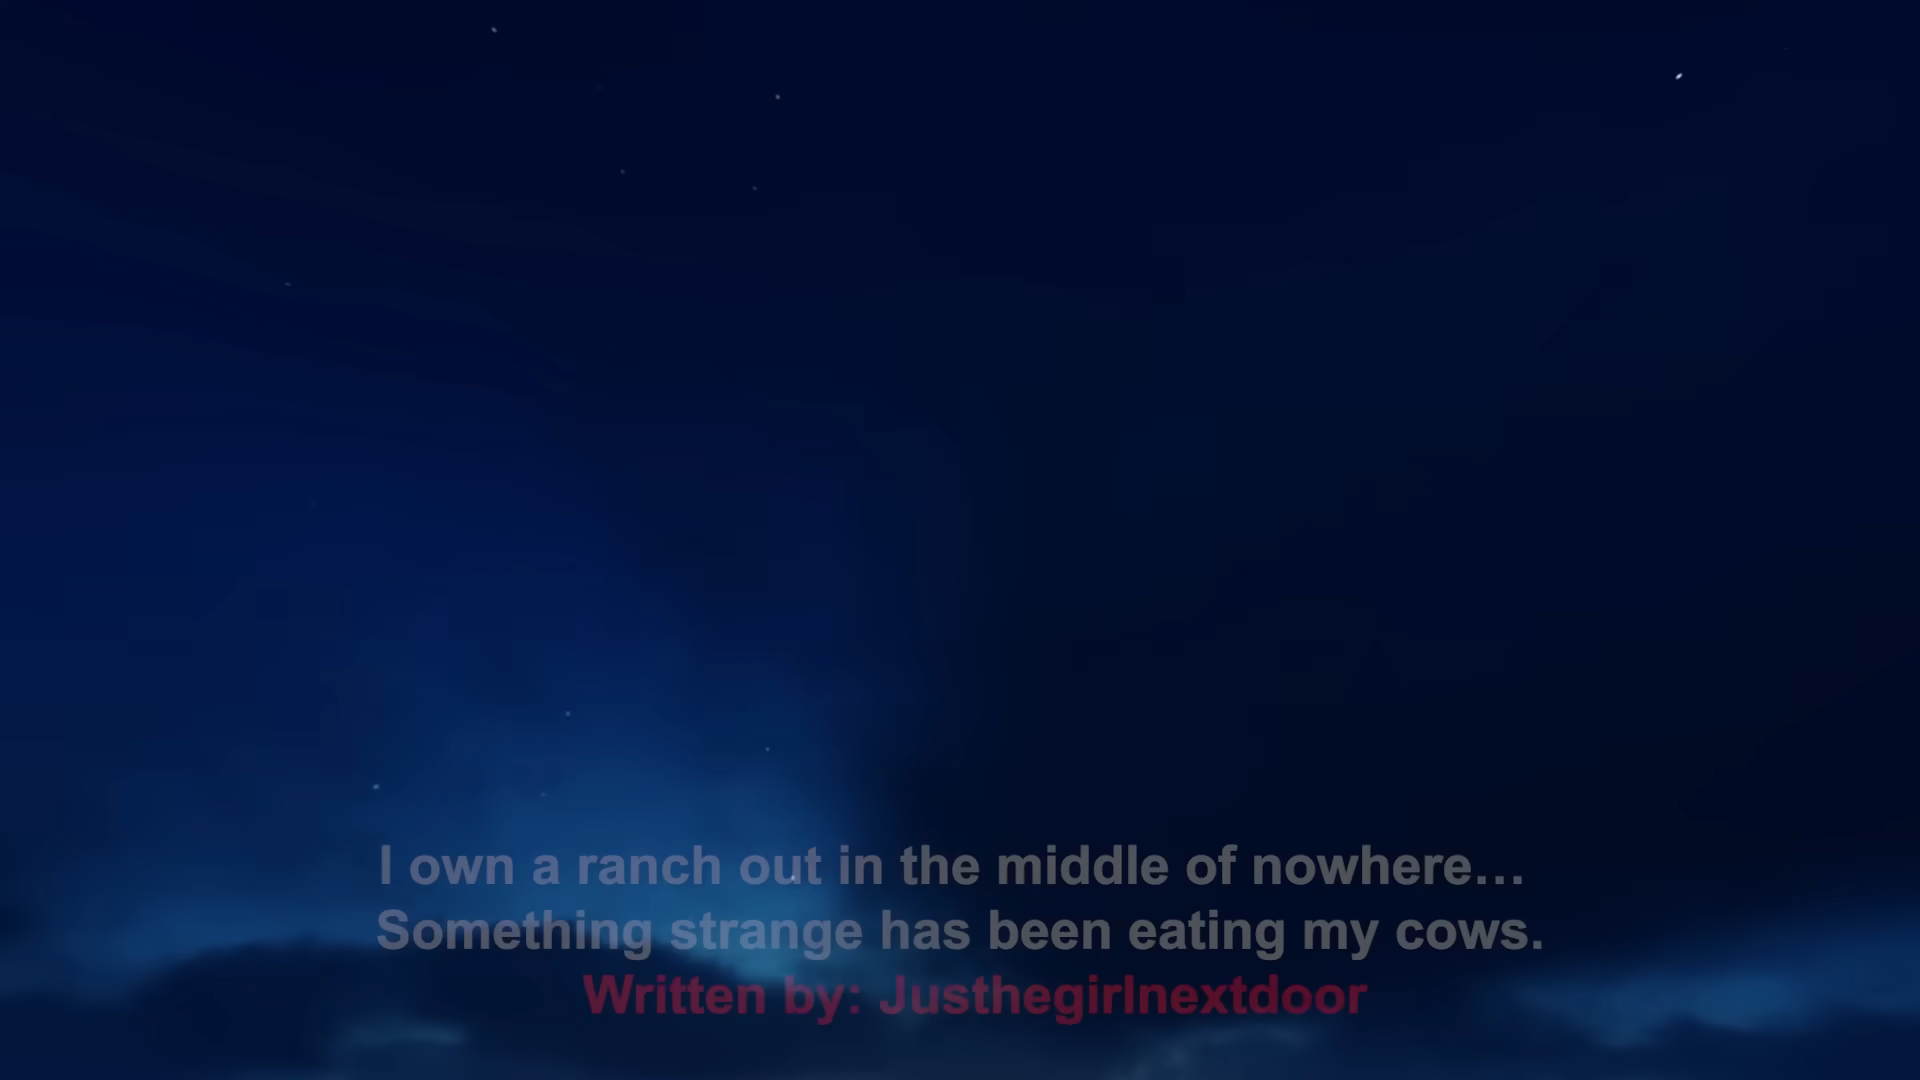 I own a ranch out in the middle of nowhere…
Something strange has been eating my cows.
Written by: Justhegirlnextdoor